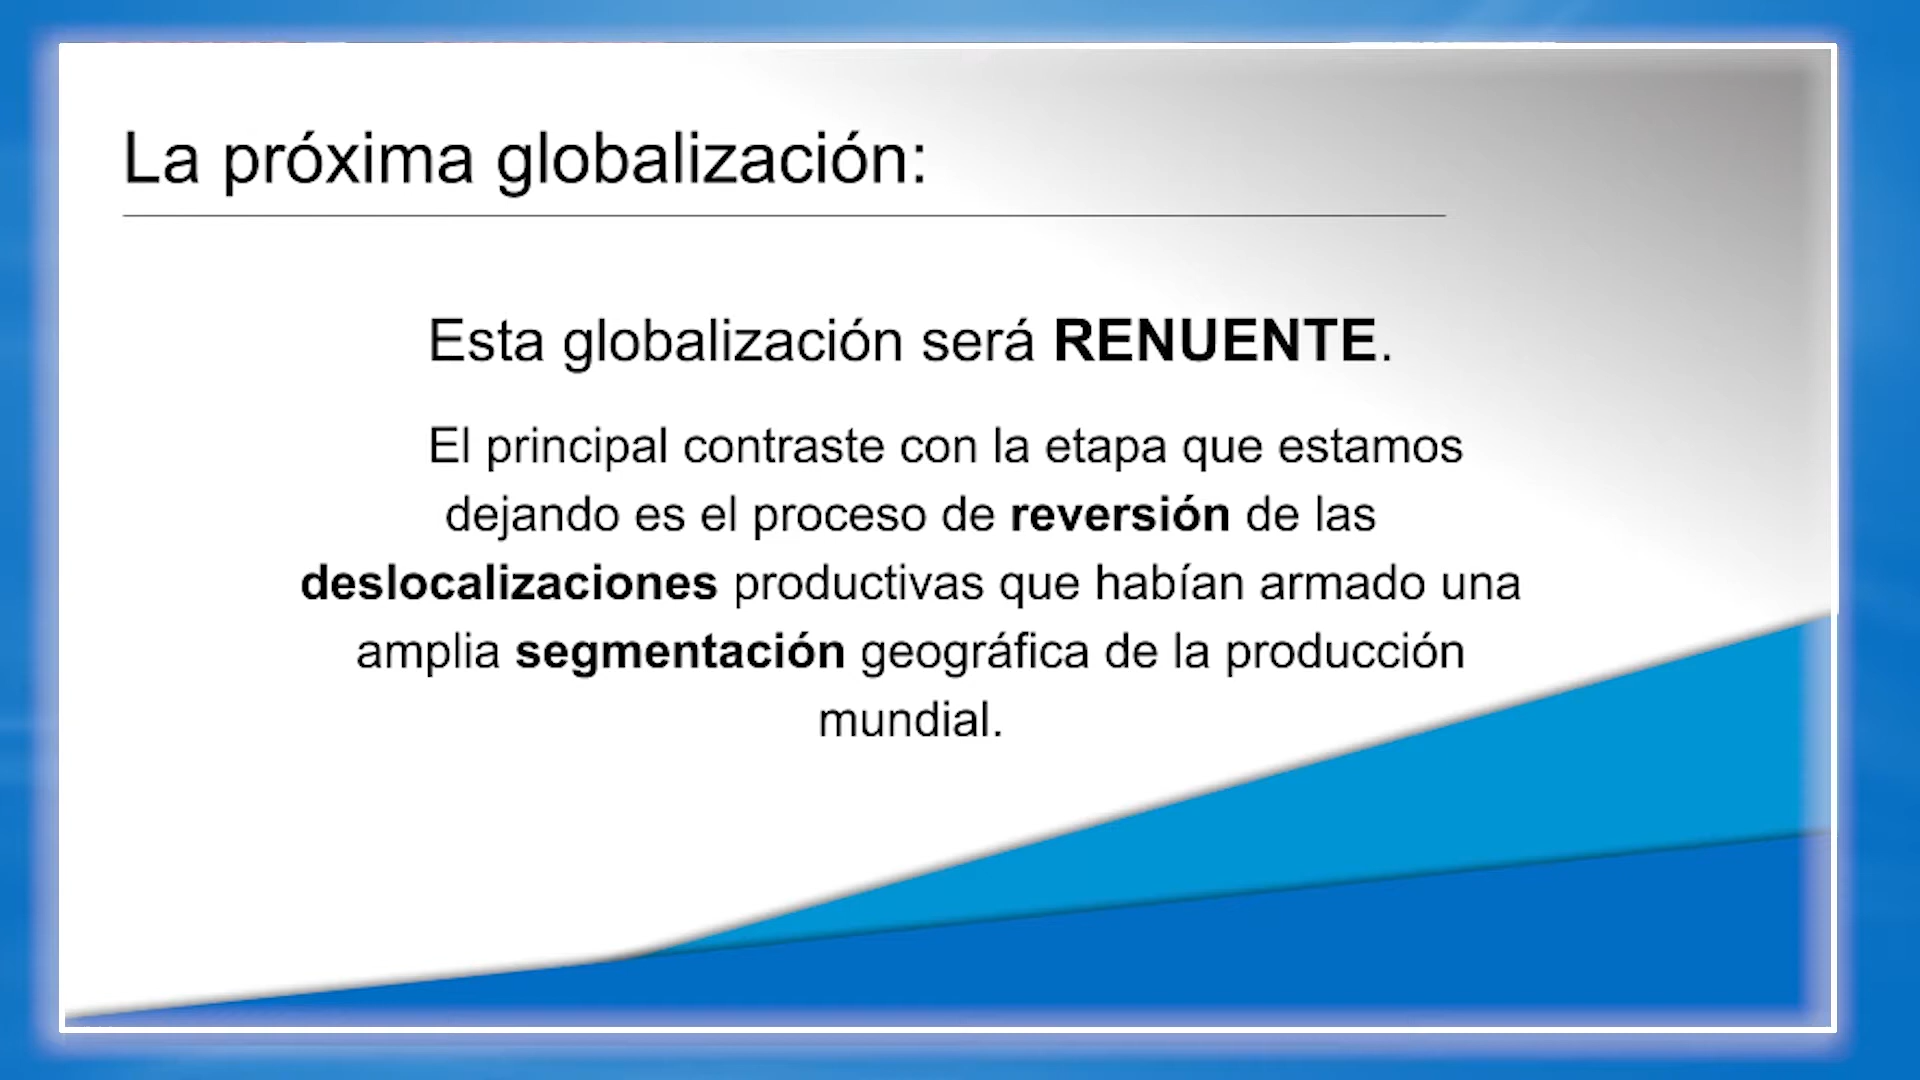 La próxima globalización:
Esta globalización será RENUENTE.
El principal contraste con la etapa que estamos
dejando es el proceso de reversión de las
deslocalizaciones productivas que habían armado una
amplia segmentación geográfica de la producción
mundial.